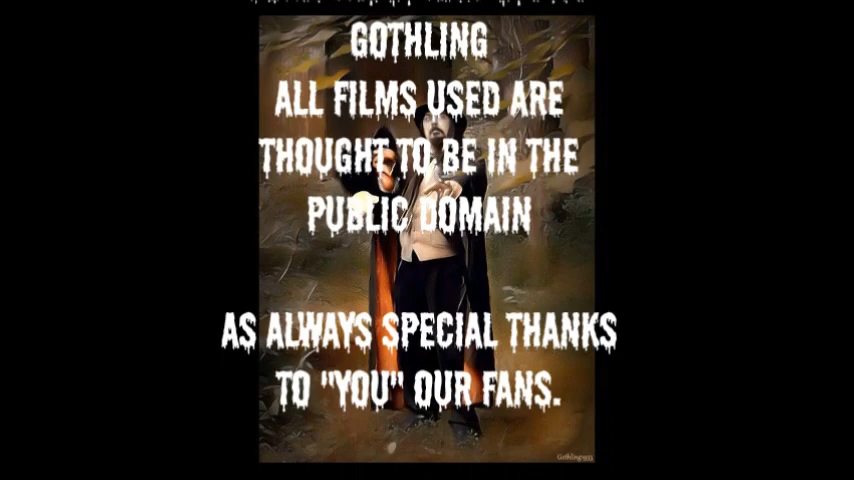 GOTHLING
ALL FILMS USED ARE
THOUGHT TO BE IN THE
PUBLIC DOMAIN
AS ALWAYS SPECIAL THANKS
TO "YOU" OUR FANS.